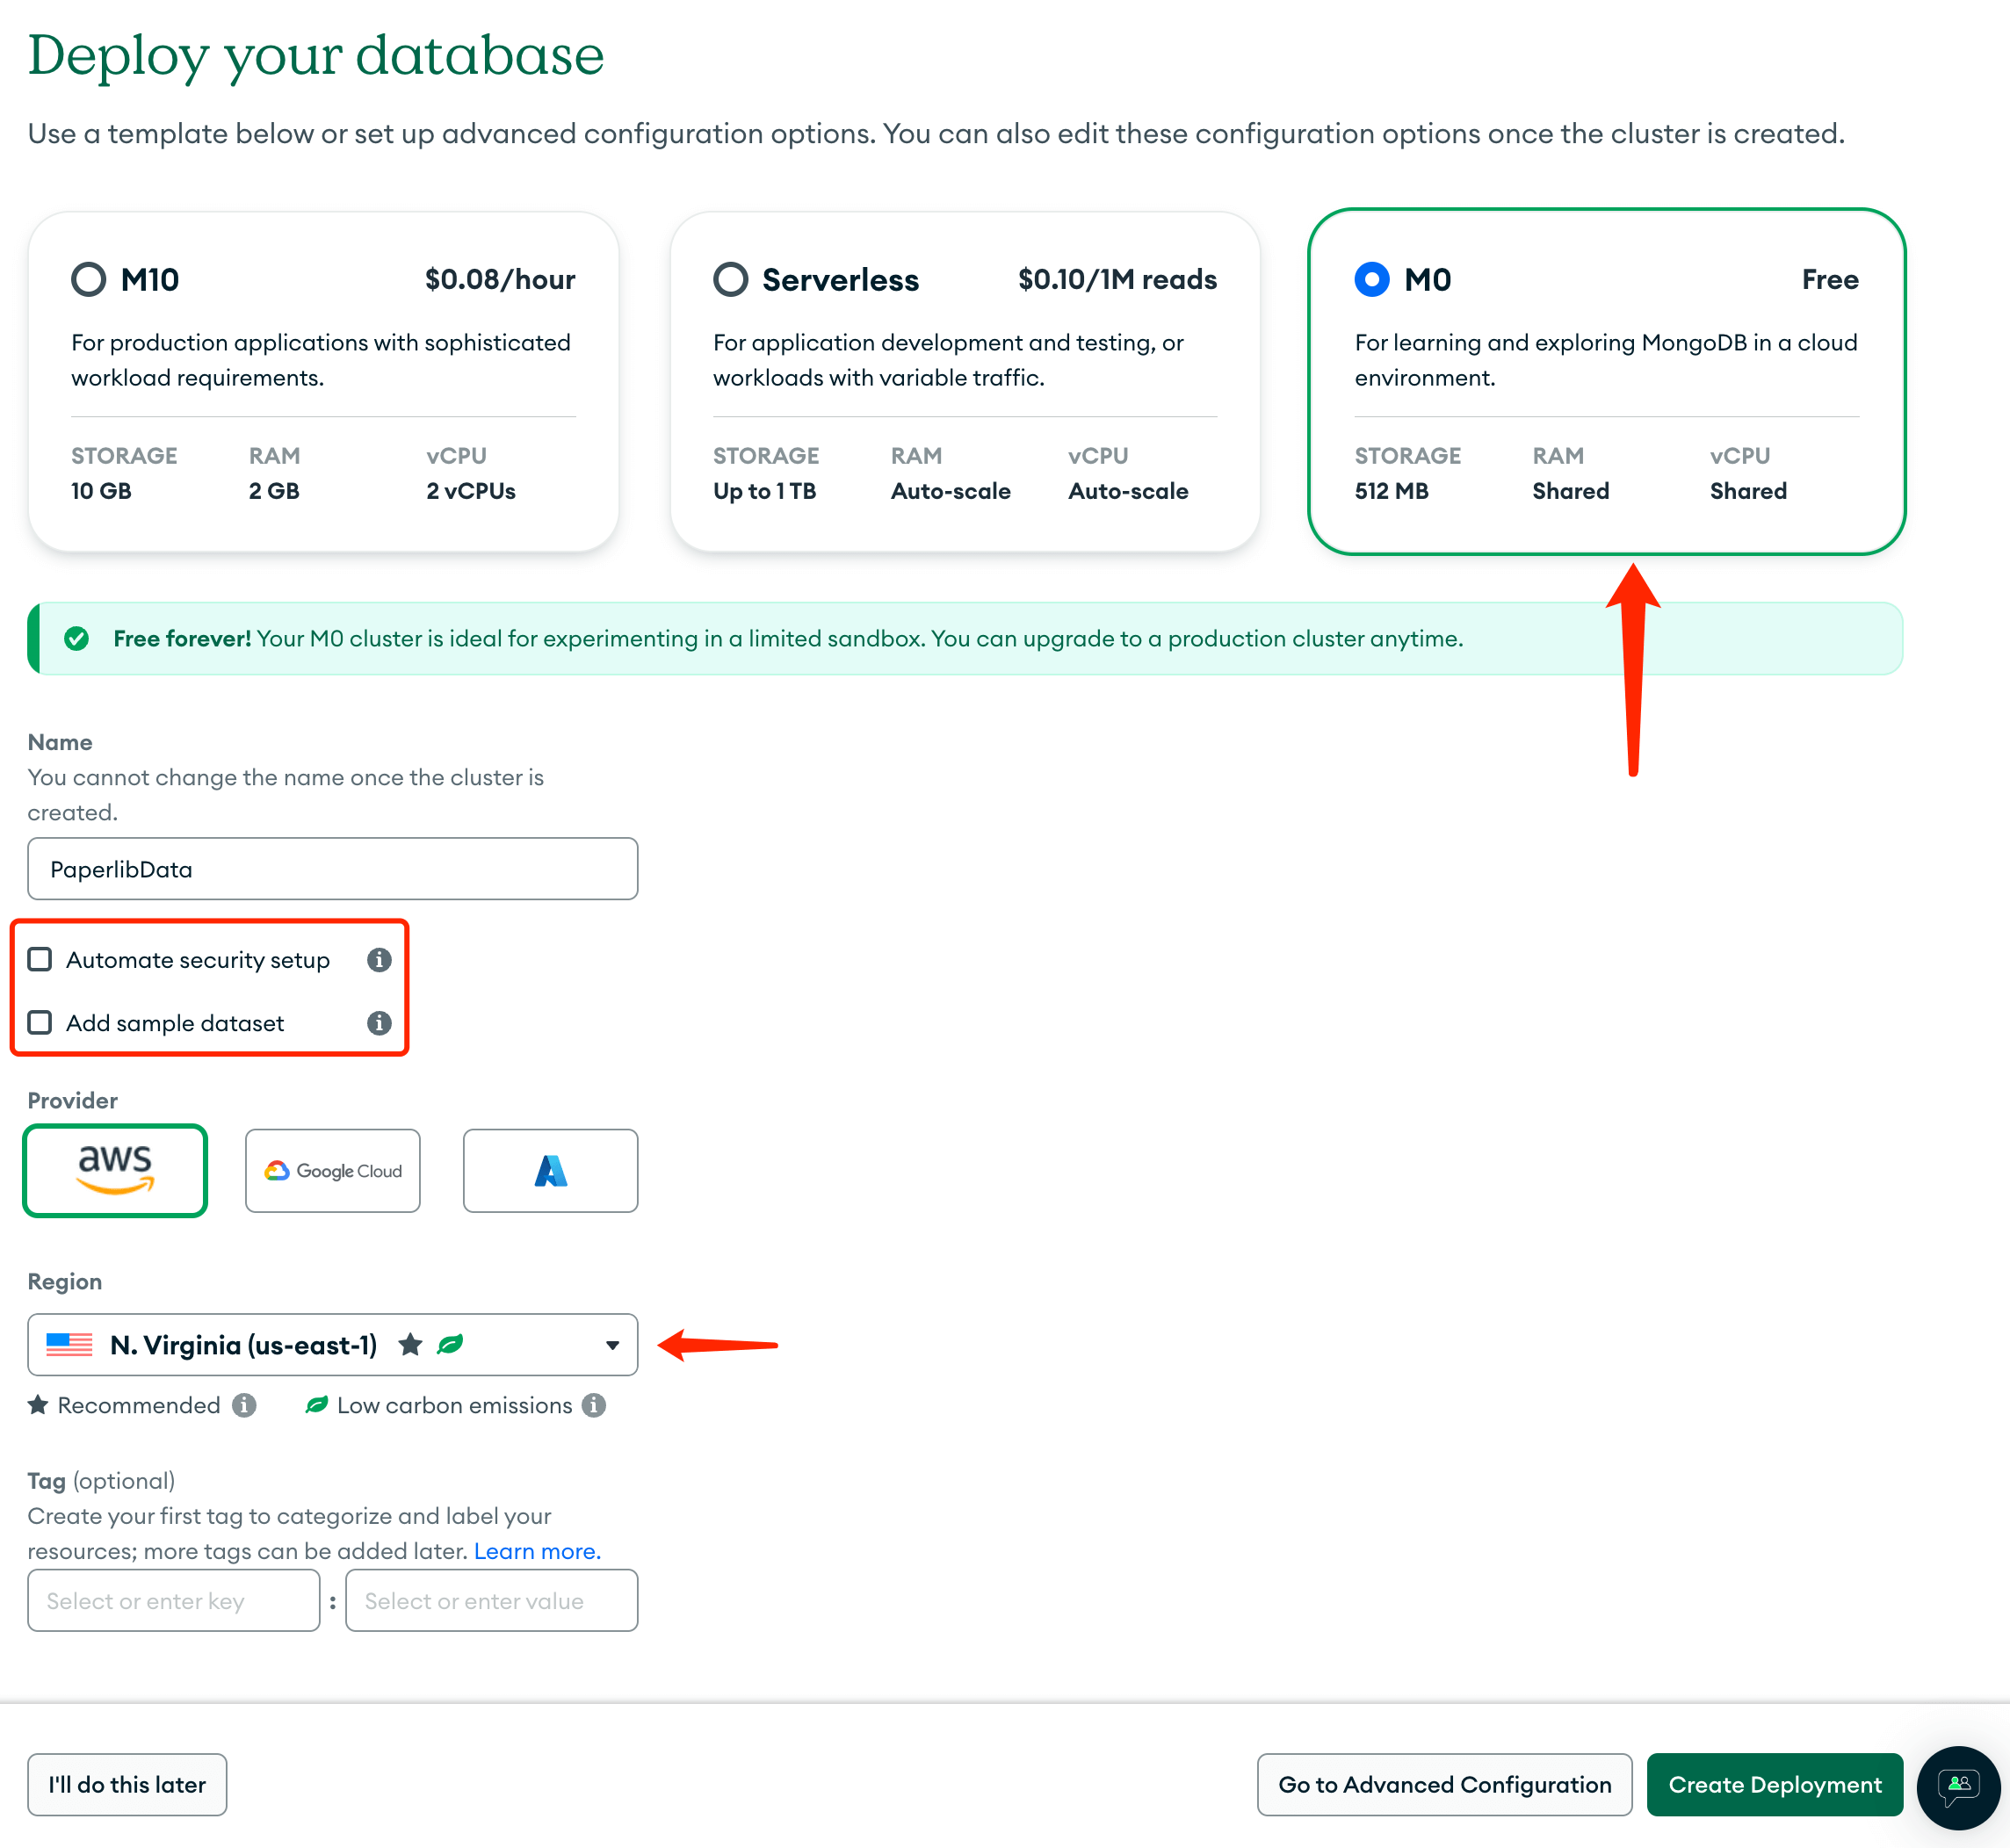 Deploy your database
Use a template below or set up advanced configuration options. You can also edit these configuration options once the cluster is created.
M10 $0.08/hour
For production applications with sophisticated
workload requirements.
STORAGE RAM vCPU
10 GB 2 GB 2 vCPUs
Serverless $0.10/1M reads
For application development and testing, or
workloads with variable traffic.
STORAGE RAM vCPU
Up to 1 TB Auto-scale Auto-scale
M0 Free
For learning and exploring MongoDB in a cloud
environment.
STORAGE RAM vCPU
512 MB Shared Shared
Free forever! Your M0 cluster is ideal for experimenting in a limited sandbox. You can upgrade to a production cluster anytime.
Name
You cannot change the name once the cluster is
created.
PaperlibData
Automate security setup
Add sample dataset
Provider
aws
Google Cloud
Region
N. Virginia (us-east-1)
Recommended Low carbon emissions
Tag (optional)
Create your first tag to categorize and label your
resources; more tags can be added later. Learn more.
Select or enter key : Select or enter value
I'll do this later
Go to Advanced Configuration
Create Deployment